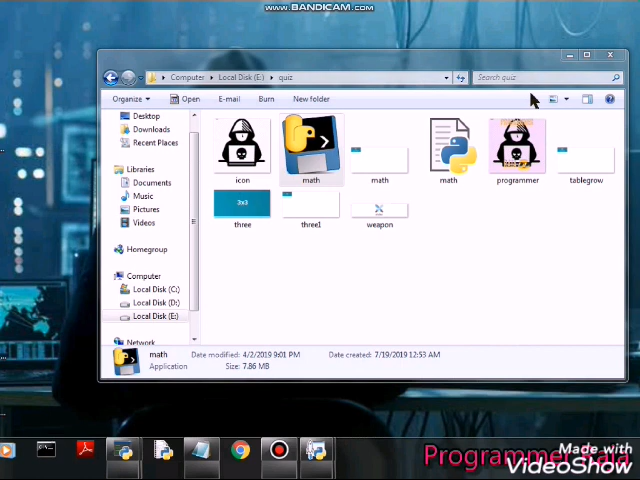 www.BANDICAM.com
Computer
Local Disk (E:)
quiz
Search quiz
Organize
Open
E-mail
Burn
New folder
Desktop
Downloads
Recent Places
Libraries
Documents
Music
Pictures
Videos
Homegroup
Computer
Local Disk (C:)
Local Disk (D:)
Local Disk (E:)
Network
icon
math
math
math
programmer
tablegrow
3x3
three
three1
weapon
math
Date modified: 4/2/2019 9:01 PM
Date created: 7/19/2019 12:53 AM
Application
Size: 7.86 MB
Made with
VideoShow